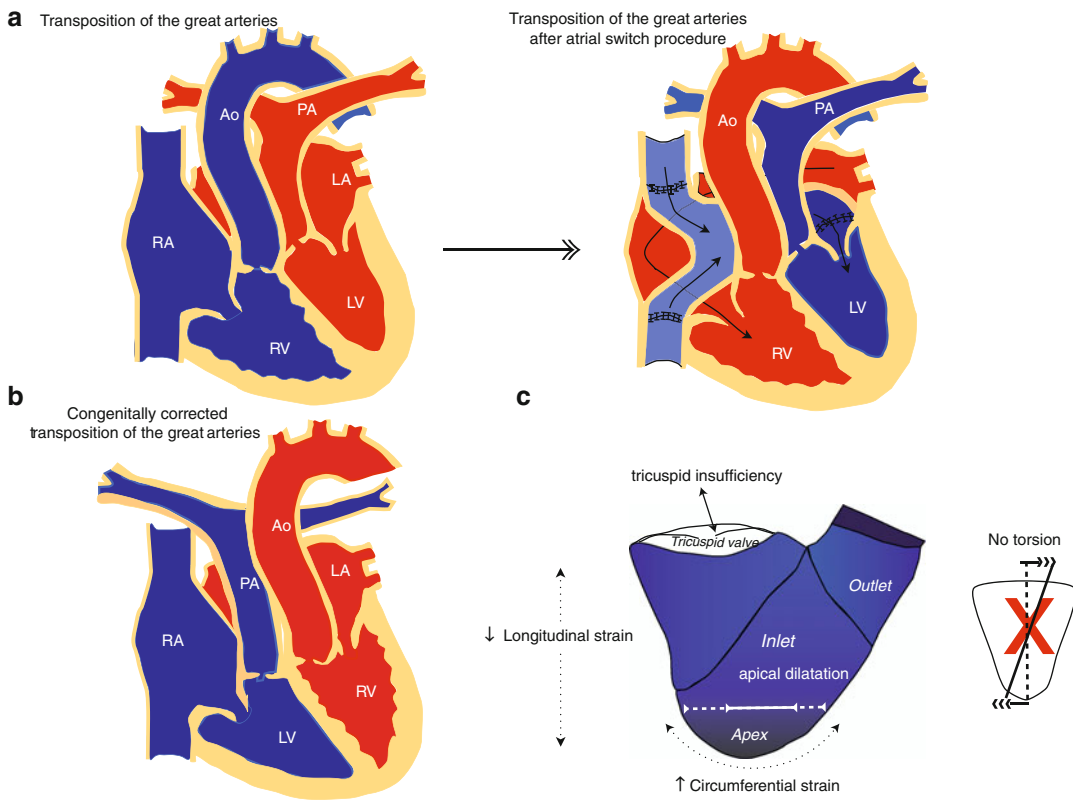 a
Transposition of the great arteries
Ao
PA
LA
RA
LV
RV
Transposition of the great arteries
after atrial switch procedure
Ao
PA
LV
RV
b
Congenitally corrected
transposition of the great arteries
Ao
LA
PA
RA
RV
LV
c
tricuspid insufficiency
Tricuspid valve
Outlet
↓ Longitudinal strain
Inlet
apical dilatation
Apex
↑ Circumferential strain
No torsion
X